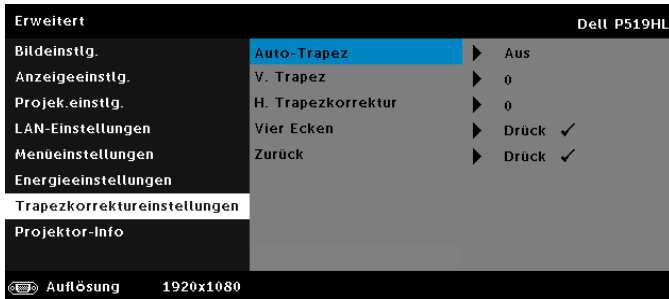 Erweitert Dell P519HL
Bildeinstlg. Auto-Trapez Aus
Anzeigeeinstlg. V. Trapez 0
Projek.einstlg. H. Trapezkorrektur 0
LAN-Einstellungen Vier Ecken Drück ✓
Menüeinstellungen Zurück Drück ✓
Energieeinstellungen
Trapezkorrektureinstellungen
Projektor-Info
Auflösung 1920x1080